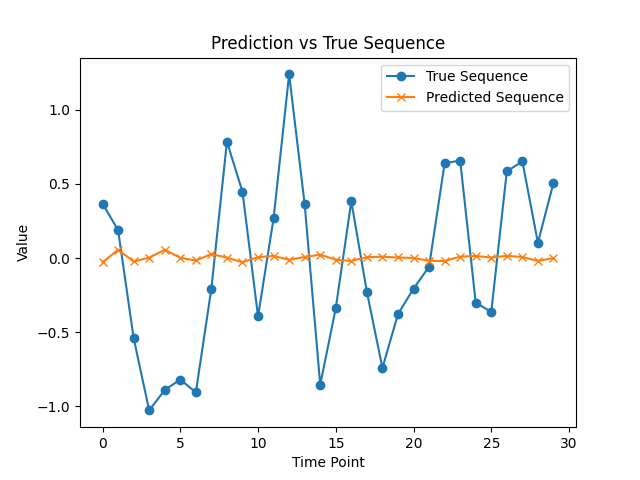 Prediction vs True Sequence
True Sequence
Predicted Sequence
1.0
0.5
0.0
−0.5
−1.0
Value
0 5 10 15 20 25 30
Time Point